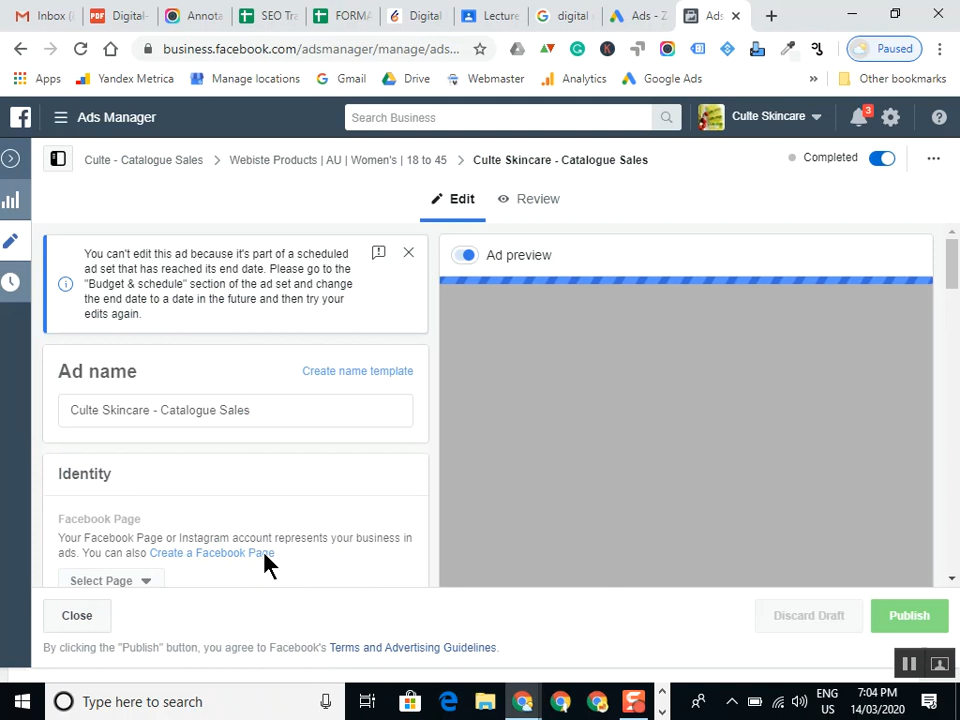 Inbox (
Digital-
Annota
SEO Tra
FORMA
Digital
Lecture
digital
Ads - Z
Ads
business.facebook.com/adsmanager/manage/ads...
Paused
Apps
Yandex Metrica
Manage locations
Gmail
Drive
Webmaster
Analytics
Google Ads
Other bookmarks
Ads Manager
Search Business
Culte Skincare
3
Culte - Catalogue Sales
Webiste Products | AU | Women's | 18 to 45
Culte Skincare - Catalogue Sales
Completed
Edit
Review
You can't edit this ad because it's part of a scheduled
ad set that has reached its end date. Please go to the
"Budget & schedule" section of the ad set and change
the end date to a date in the future and then try your
edits again.
Ad preview
Ad name
Create name template
Culte Skincare - Catalogue Sales
Identity
Facebook Page
Your Facebook Page or Instagram account represents your business in
ads. You can also Create a Facebook Page
Select Page
Close
Discard Draft
Publish
By clicking the "Publish" button, you agree to Facebook's Terms and Advertising Guidelines.
Type here to search
ENG
US
7:04 PM
14/03/2020